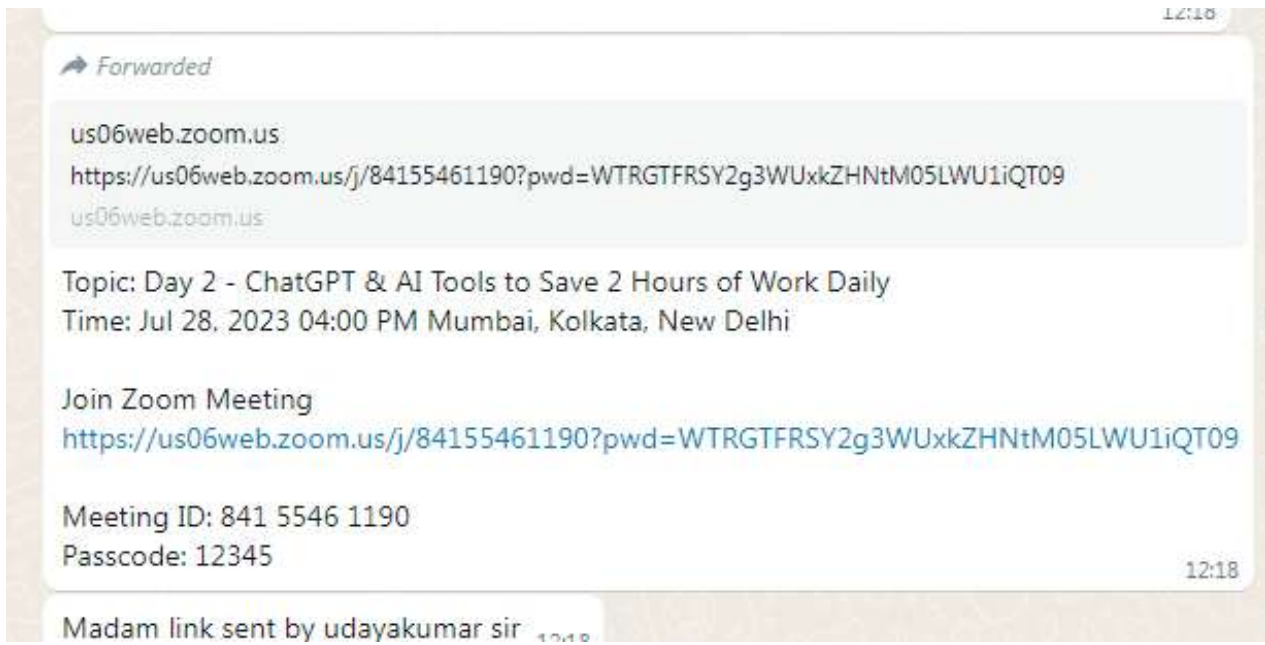 12:18
Forwarded
us06web.zoom.us
https://us06web.zoom.us/j/84155461190?pwd=WTRGTFRSY2g3WUxkZHNtM05LWU1iQT09
us06web.zoom.us
Topic: Day 2 - ChatGPT & AI Tools to Save 2 Hours of Work Daily
Time: Jul 28, 2023 04:00 PM Mumbai, Kolkata, New Delhi
Join Zoom Meeting
https://us06web.zoom.us/j/84155461190?pwd=WTRGTFRSY2g3WUxkZHNtM05LWU1iQT09
Meeting ID: 841 5546 1190
Passcode: 12345
12:18
Madam link sent by udayakumar sir 12:18